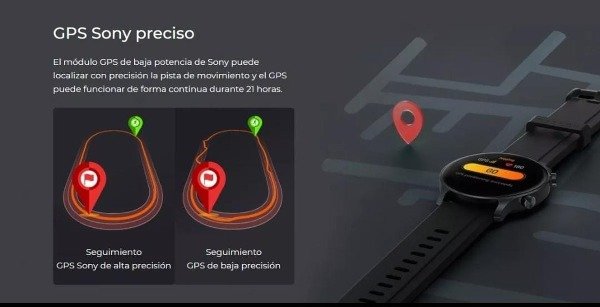 GPS Sony preciso
El módulo GPS de baja potencia de Sony puede
localizar con precisión la pista de movimiento y el GPS
puede funcionar de forma continua durante 21 horas.
Seguimiento
GPS Sony de alta precisión
Seguimiento
GPS de baja precisión